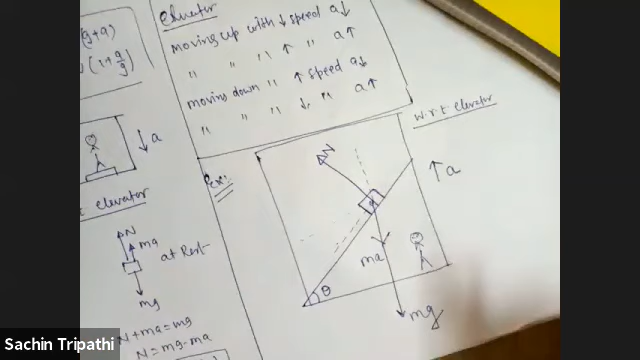 (g+a)
(1+a/g)
↓ a
elevator
N
ma
at Rest
mg
N+ma=mg
N=mg-ma
Elevator
moving up with ↓ speed a↓
" " " ↑ " a↑
moving down " ↑ speed a↓
" " " ↓ " a↑
w.r.t elevator
Ex:
N
↑a
ma
θ
mg
Sachin Tripathi